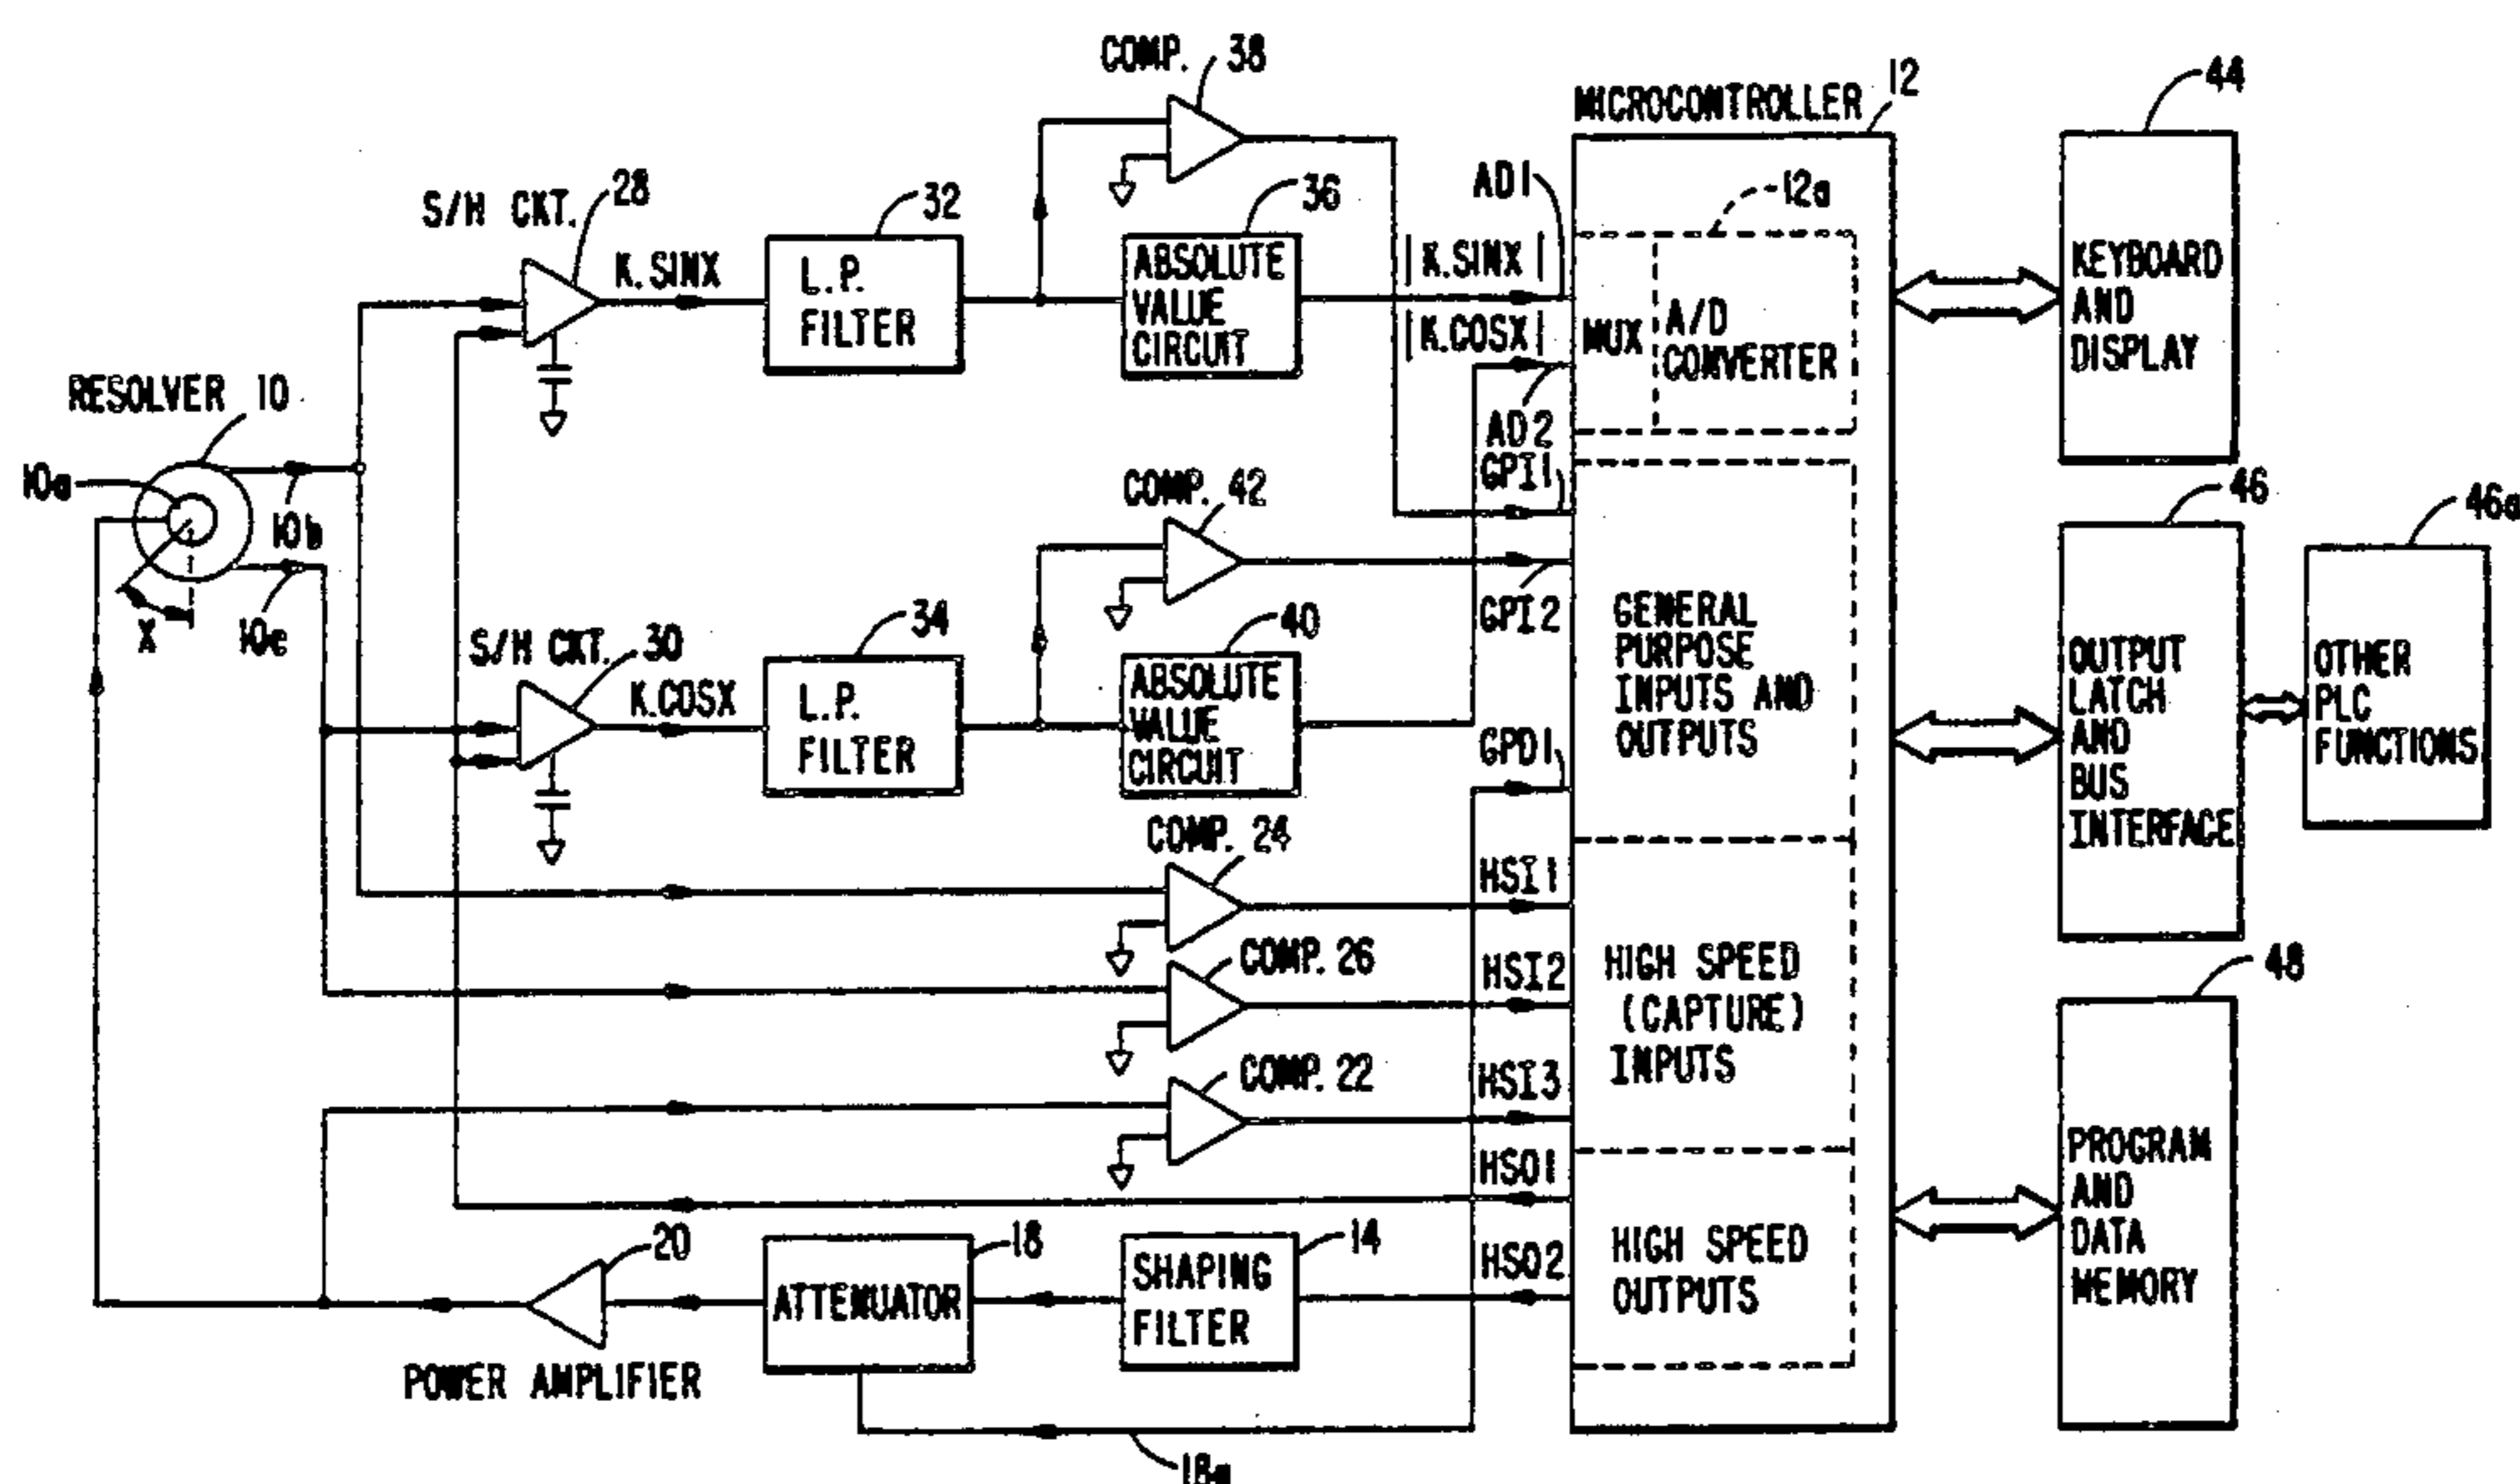 COMP. 38
MICROCONTROLLER 12
44
S/H CKT. 28
32
36
AD1
12a
K.SINX
L.P.
FILTER
ABSOLUTE
VALUE
CIRCUIT
|K.SINX|
|K.COSX|
MUX
A/D
CONVERTER
KEYBOARD
AND
DISPLAY
RESOLVER 10
10a
10b
10c
X
AD2
GPI1
COMP. 42
GPI2
46
46a
S/H CKT. 30
34
40
K.COSX
L.P.
FILTER
ABSOLUTE
VALUE
CIRCUIT
GENERAL
PURPOSE
INPUTS AND
OUTPUTS
OUTPUT
LATCH
AND
BUS
INTERFACE
OTHER
PLC
FUNCTIONS
GPD1
COMP. 24
HSI1
COMP. 26
HSI2
HIGH SPEED
(CAPTURE)
INPUTS
48
COMP. 22
HSI3
HSO1
PROGRAM
AND
DATA
MEMORY
20
18
14
HSO2
HIGH SPEED
OUTPUTS
ATTENUATOR
SHAPING
FILTER
POWER AMPLIFIER
18a